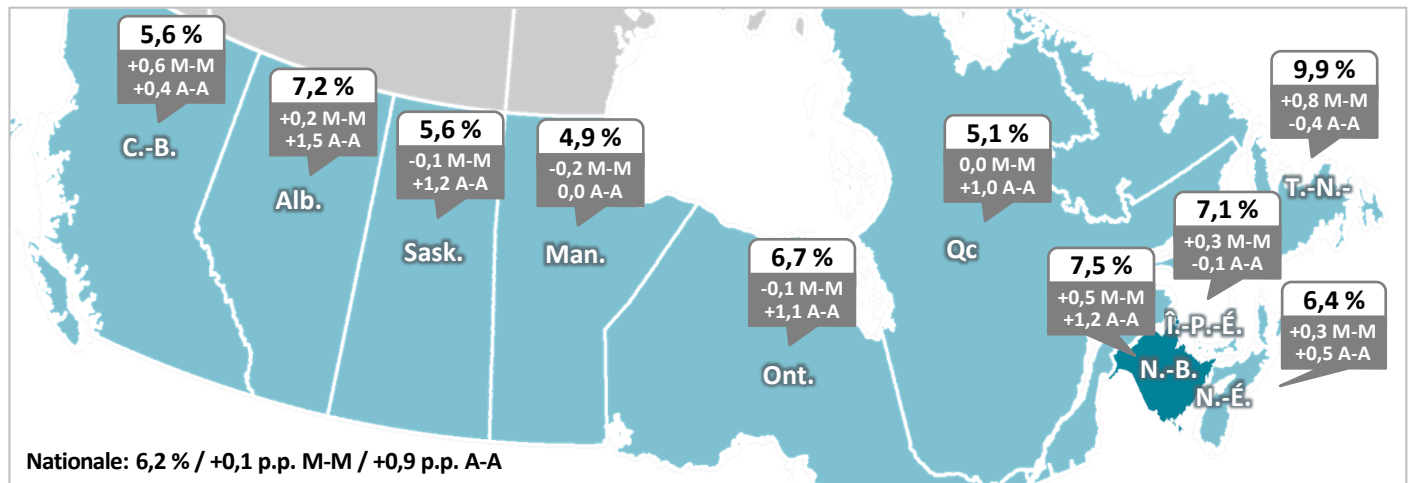 5,6 %
+0,6 M-M
+0,4 A-A
C.-B.
7,2 %
+0,2 M-M
+1,5 A-A
Alb.
5,6 %
-0,1 M-M
+1,2 A-A
Sask.
4,9 %
-0,2 M-M
0,0 A-A
Man.
6,7 %
-0,1 M-M
+1,1 A-A
Ont.
5,1 %
0,0 M-M
+1,0 A-A
Qc
7,5 %
+0,5 M-M
+1,2 A-A
N.-B.
9,9 %
+0,8 M-M
-0,4 A-A
T.-N.-
7,1 %
+0,3 M-M
-0,1 A-A
Î.-P.-É.
6,4 %
+0,3 M-M
+0,5 A-A
N.-É.
Nationale: 6,2 % / +0,1 p.p. M-M / +0,9 p.p. A-A